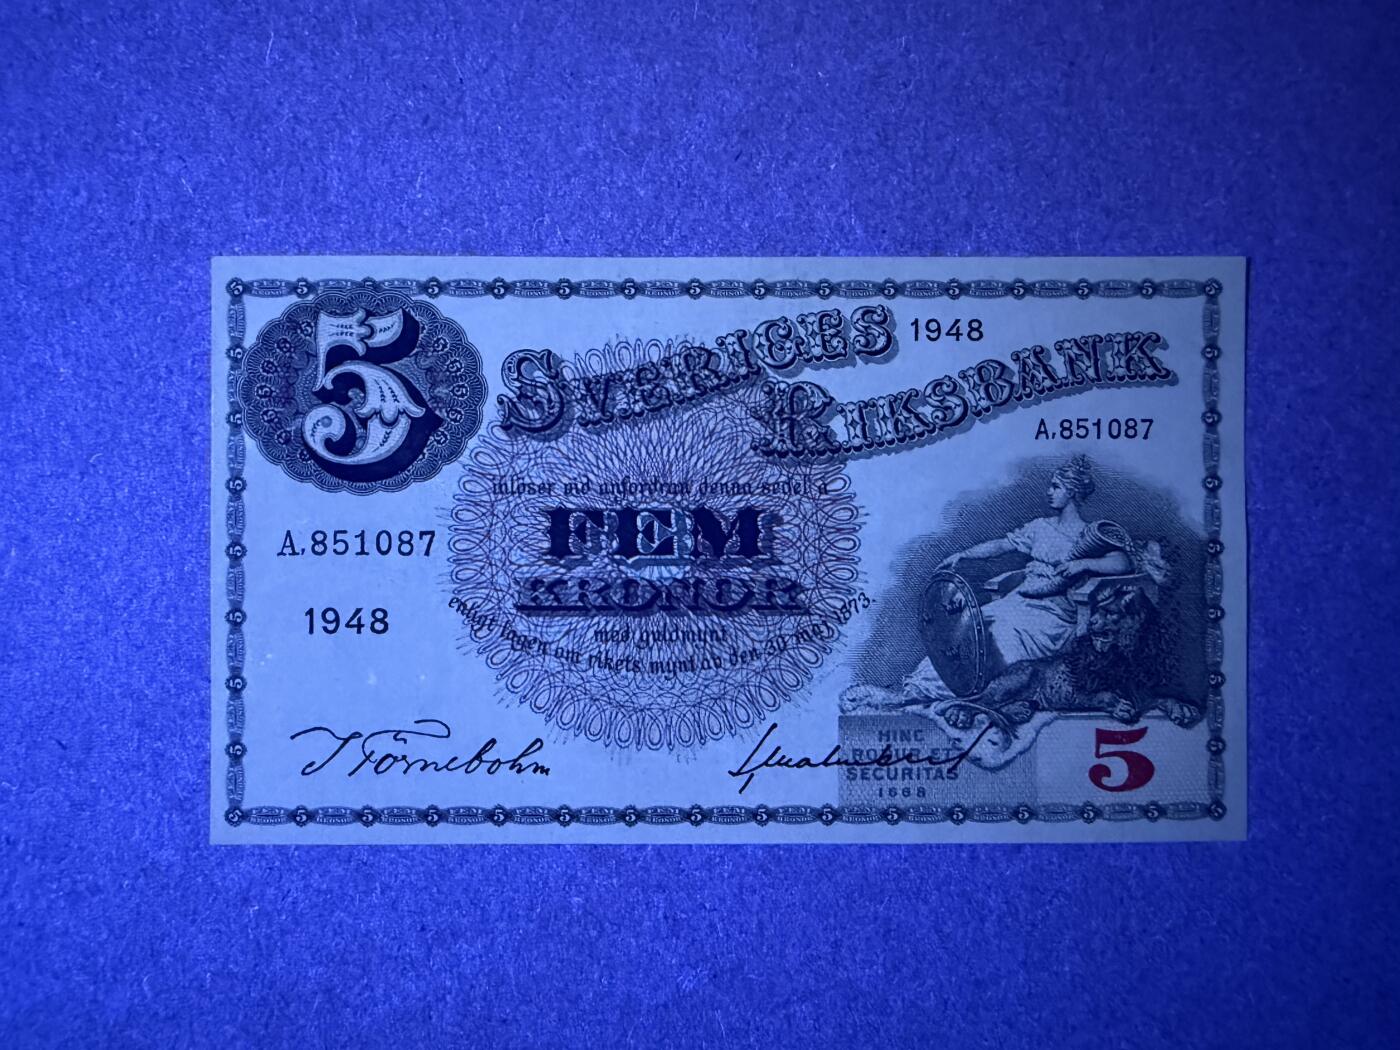 5
SVERIGES
1948
RIKSBANK
A.851087
inlöser vid anfordran denna sedel å
FEM
KRONOR
A.851087
1948
med guldmynt
enligt lagen om rikets mynt av den 30 maj 1873.
T Törnebohm
HINC
ROBUR ET
SECURITAS
1668
5